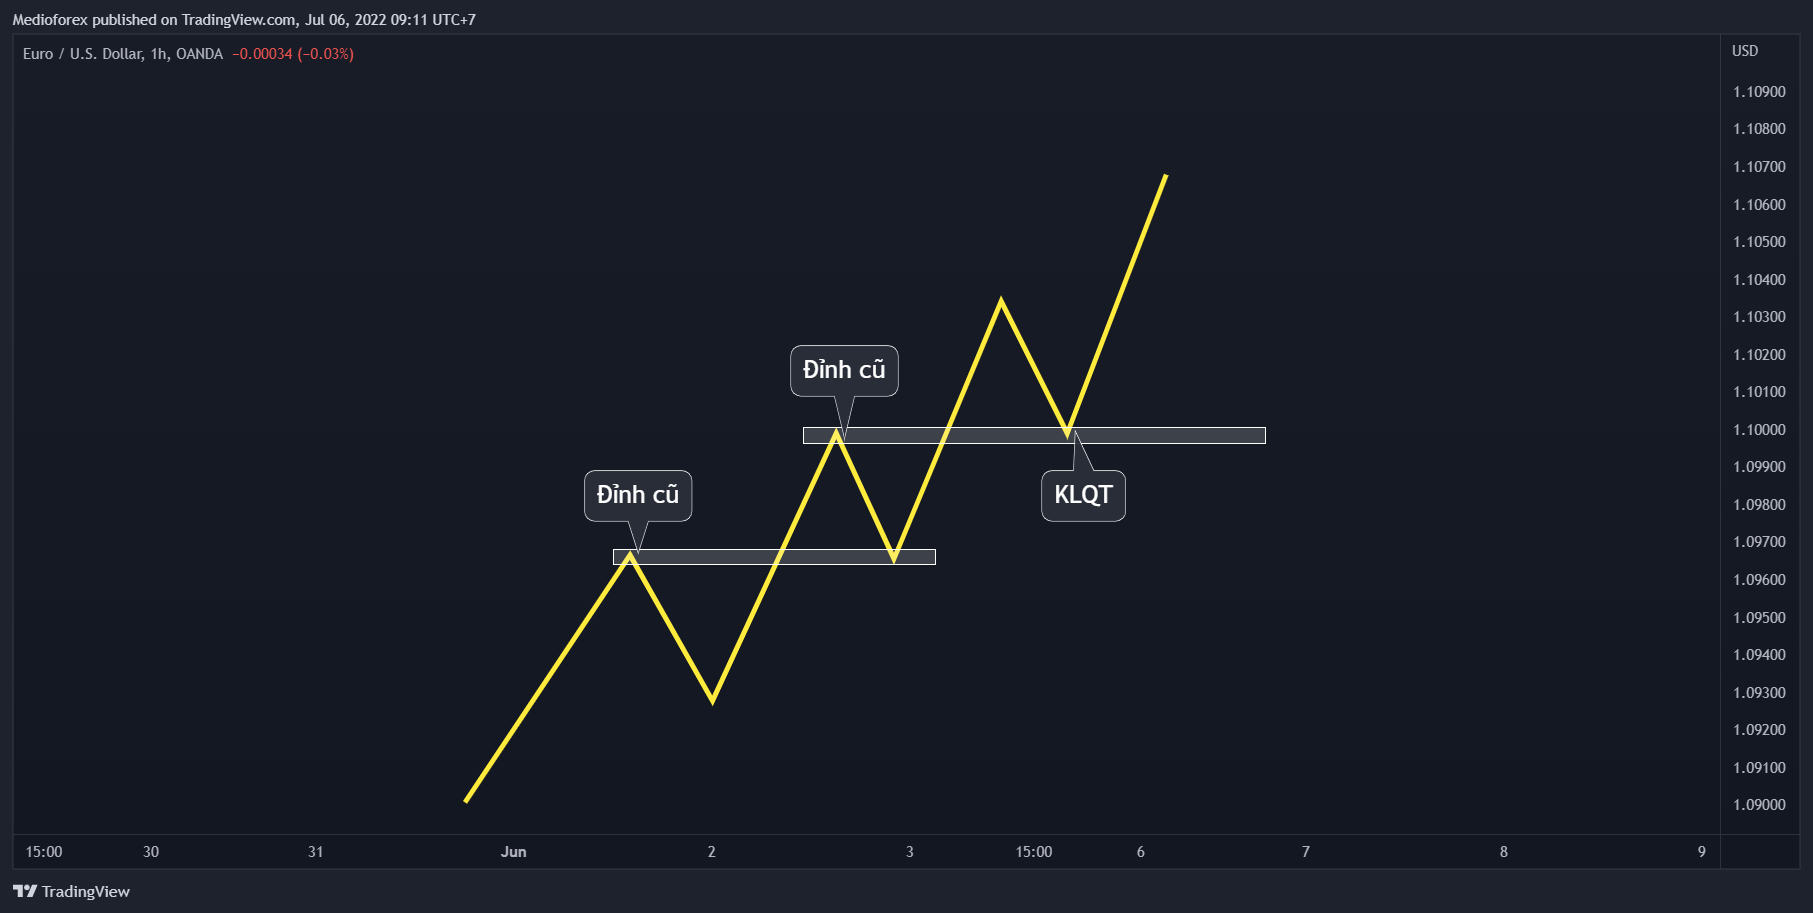 Medioforex published on TradingView.com, Jul 06, 2022 09:11 UTC+7
Euro / U.S. Dollar, 1h, OANDA −0.00034 (−0.03%)
USD
1.10900
1.10800
1.10700
1.10600
1.10500
1.10400
1.10300
1.10200
1.10100
1.10000
1.09900
1.09800
1.09700
1.09600
1.09500
1.09400
1.09300
1.09200
1.09100
1.09000
Đỉnh cũ
Đỉnh cũ
KLQT
15:00 30 31 Jun 2 3 15:00 6 7 8 9
TradingView